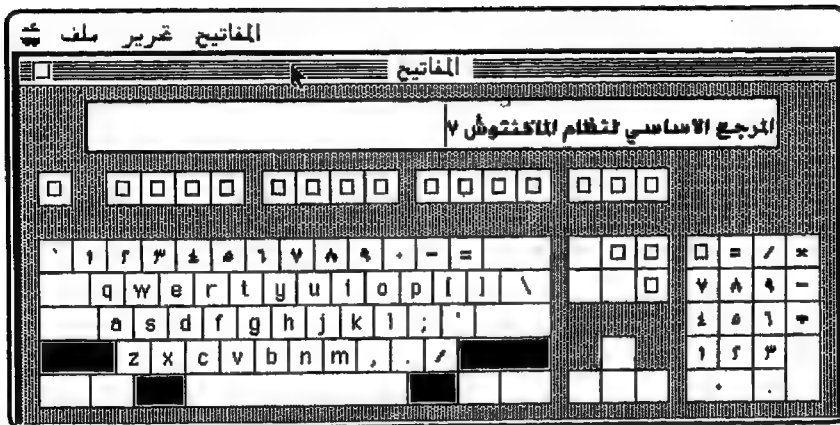 ملف تحرير المفاتيح
المفاتيح
المرجع الاساسي لنظام الماكنتوش ٧
` ١ ٢ ٣ ٤ ٥ ٦ ٧ ٨ ٩ ٠ - =
q w e r t y u i o p [ ] \
a s d f g h j k l ; '
z x c v b n m , . /
= / *
٧ ٨ ٩ -
٤ ٥ ٦ +
١ ٢ ٣
٠ .